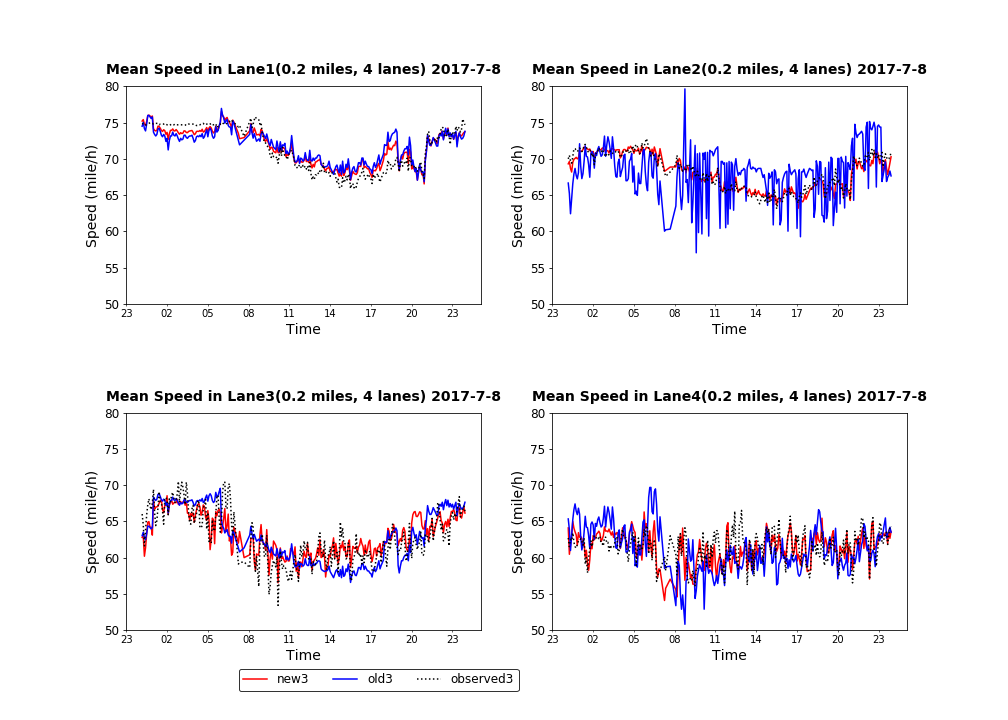 Mean Speed in Lane1(0.2 miles, 4 lanes) 2017-7-8
80
75
70
65
60
55
50
Speed (mile/h)
23 02 05 08 11 14 17 20 23
Time
Mean Speed in Lane2(0.2 miles, 4 lanes) 2017-7-8
80
75
70
65
60
55
50
Speed (mile/h)
23 02 05 08 11 14 17 20 23
Time
Mean Speed in Lane3(0.2 miles, 4 lanes) 2017-7-8
80
75
70
65
60
55
50
Speed (mile/h)
23 02 05 08 11 14 17 20 23
Time
Mean Speed in Lane4(0.2 miles, 4 lanes) 2017-7-8
80
75
70
65
60
55
50
Speed (mile/h)
23 02 05 08 11 14 17 20 23
Time
new3 old3 observed3